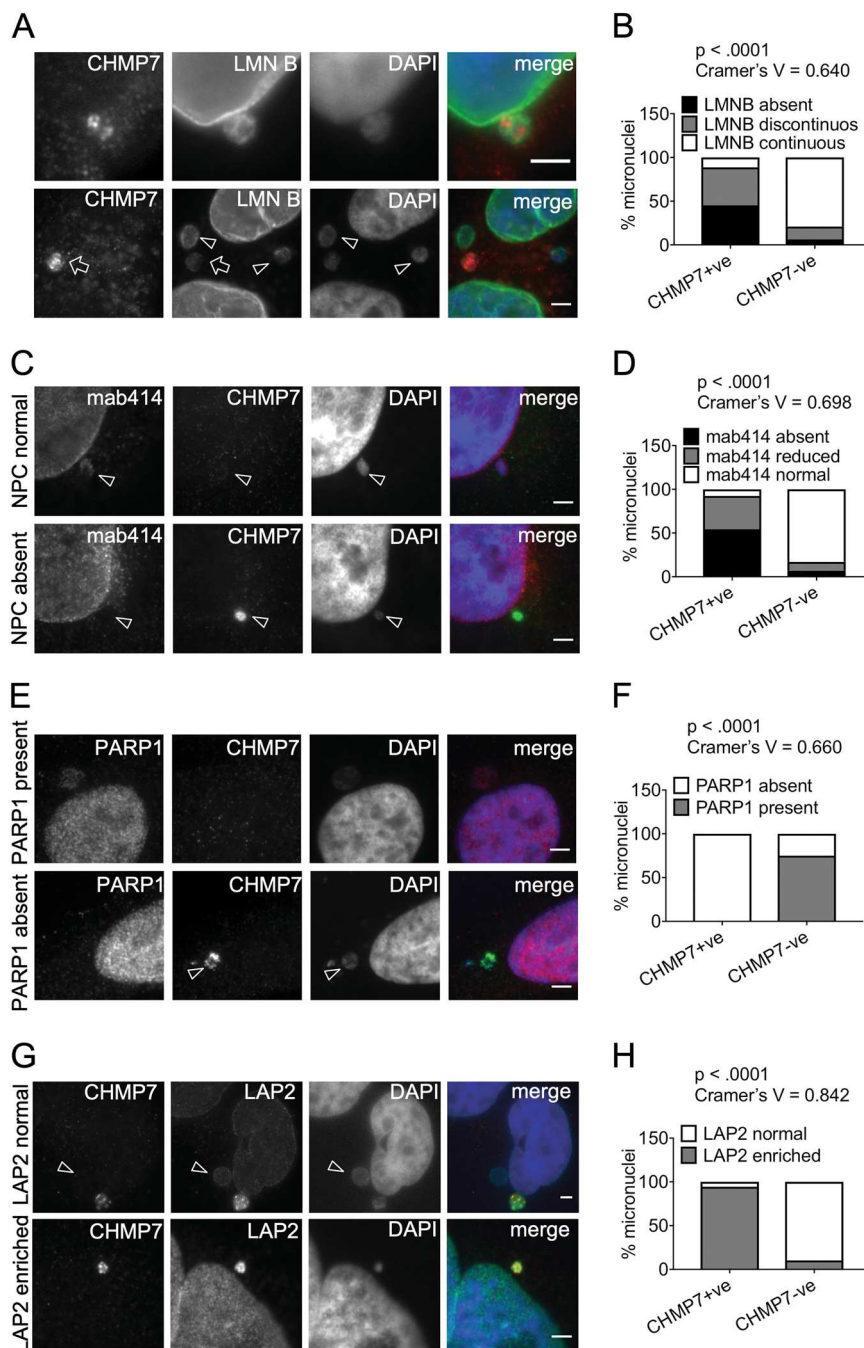 A
CHMP7 LMN B DAPI merge
CHMP7 LMN B DAPI merge
B
p < .0001
Cramer's V = 0.640
LMNB absent
LMNB discontinuos
LMNB continuous
% micronuclei
150
100
50
0
CHMP7+ve
CHMP7-ve
C
NPC normal
mab414 CHMP7 DAPI merge
NPC absent
mab414 CHMP7 DAPI merge
D
p < .0001
Cramer's V = 0.698
mab414 absent
mab414 reduced
mab414 normal
% micronuclei
150
100
50
0
CHMP7+ve
CHMP7-ve
E
PARP1 present
PARP1 CHMP7 DAPI merge
PARP1 absent
PARP1 CHMP7 DAPI merge
F
p < .0001
Cramer's V = 0.660
PARP1 absent
PARP1 present
% micronuclei
150
100
50
0
CHMP7+ve
CHMP7-ve
G
LAP2 normal
CHMP7 LAP2 DAPI merge
LAP2 enriched
CHMP7 LAP2 DAPI merge
H
p < .0001
Cramer's V = 0.842
LAP2 normal
LAP2 enriched
% micronuclei
150
100
50
0
CHMP7+ve
CHMP7-ve